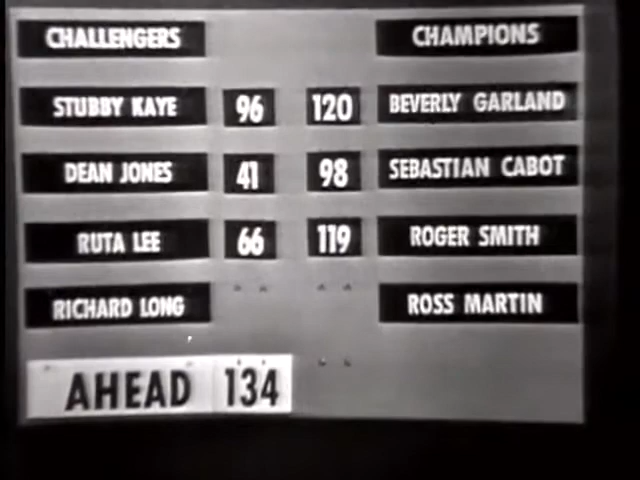 CHALLENGERS CHAMPIONS
STUBBY KAYE 96 120 BEVERLY GARLAND
DEAN JONES 41 98 SEBASTIAN CABOT
RUTA LEE 66 119 ROGER SMITH
RICHARD LONG ROSS MARTIN
AHEAD 134